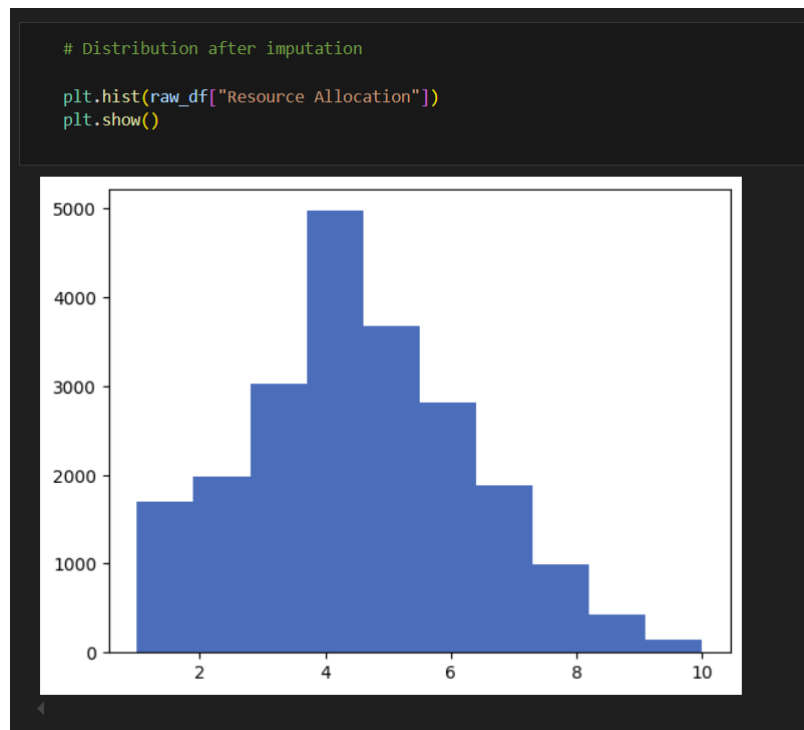 # Distribution after imputation
plt.hist(raw_df["Resource Allocation"])
plt.show()
5000
4000
3000
2000
1000
0
2 4 6 8 10